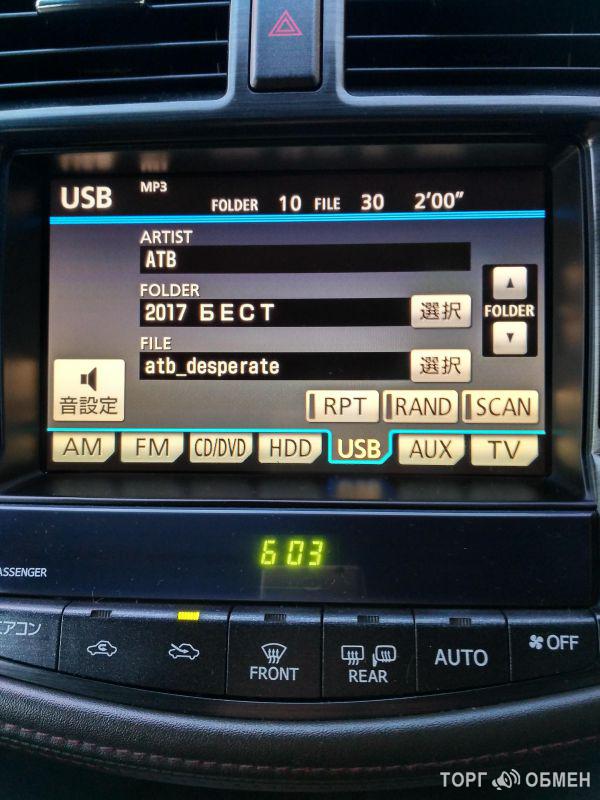 USB MP3 FOLDER 10 FILE 30 2'00"
ARTIST
ATB
FOLDER
2017 БЕСТ 選択
FOLDER
FILE
atb_desperate 選択
音設定
RPT RAND SCAN
AM FM CD/DVD HDD USB AUX TV
6 03
ASSENGER
エアコン
FRONT REAR AUTO OFF
ТОРГ ОБМЕН